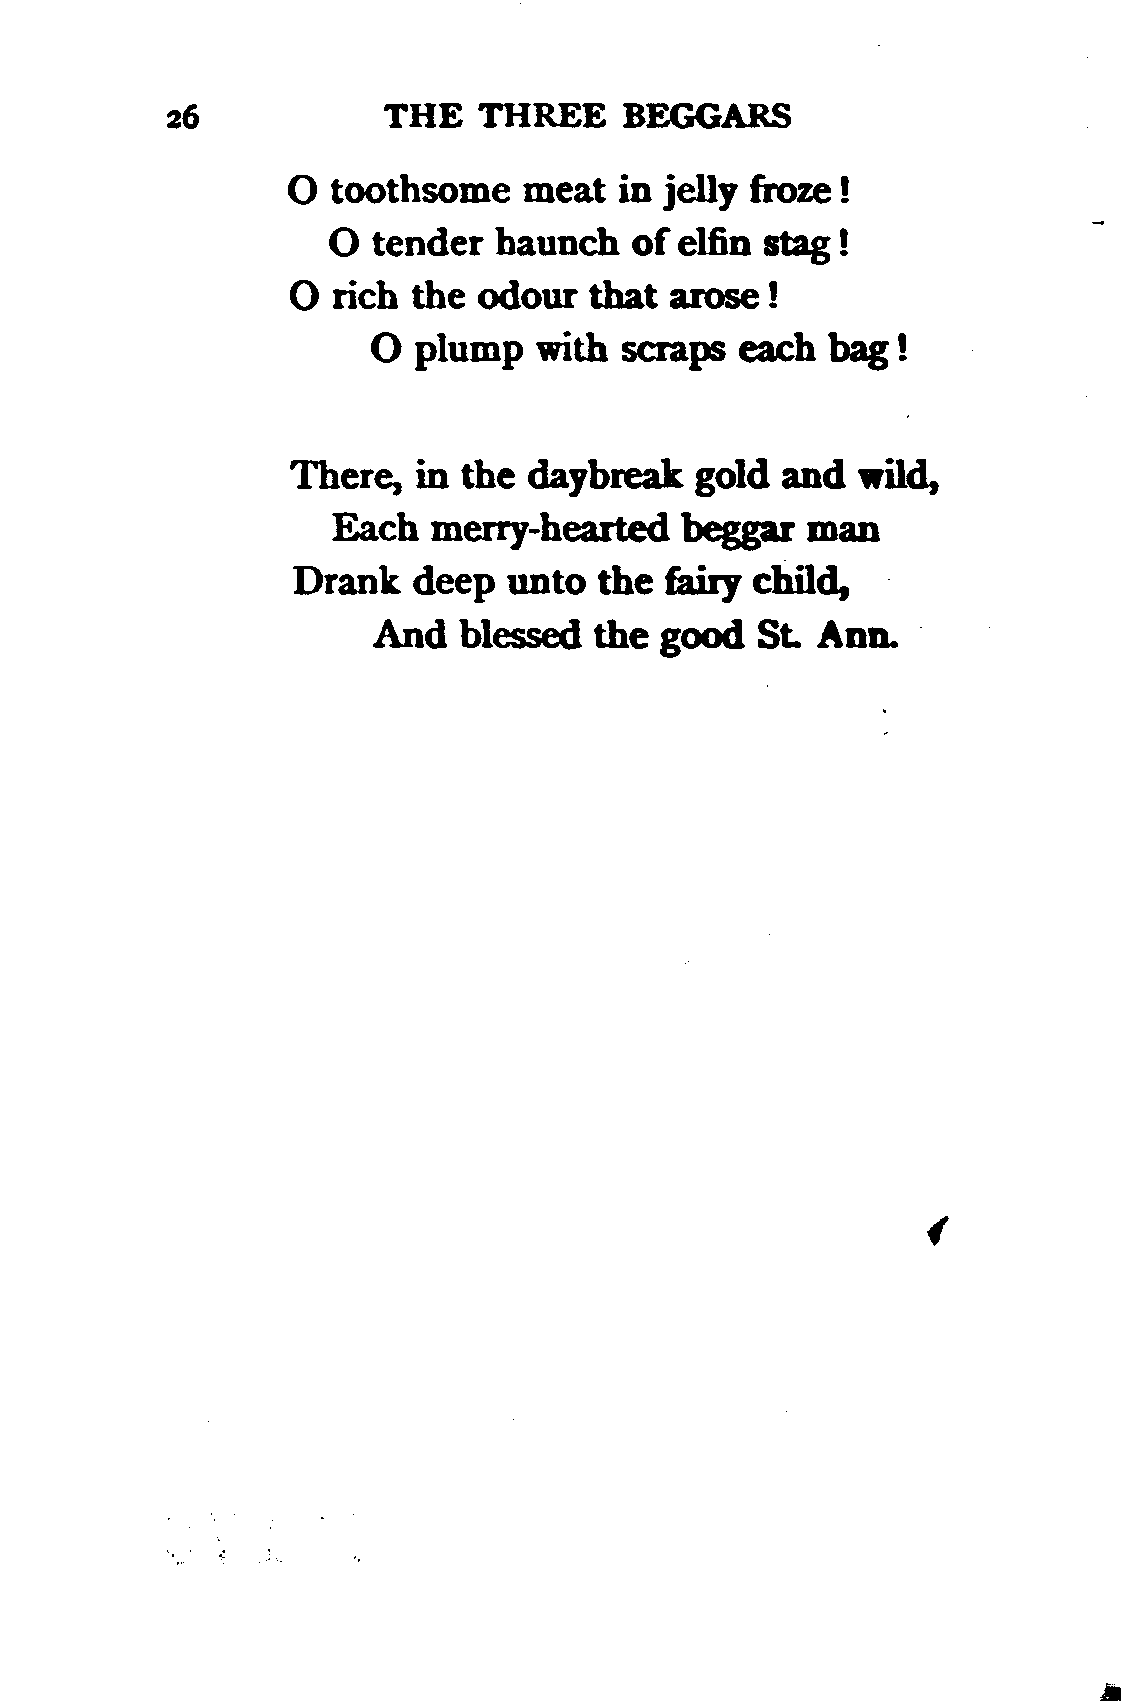 26 THE THREE BEGGARS
O toothsome meat in jelly froze!
O tender haunch of elfin stag!
O rich the odour that arose!
O plump with scraps each bag!
There, in the daybreak gold and wild,
Each merry-hearted beggar man
Drank deep unto the fairy child,
And blessed the good St. Ann.